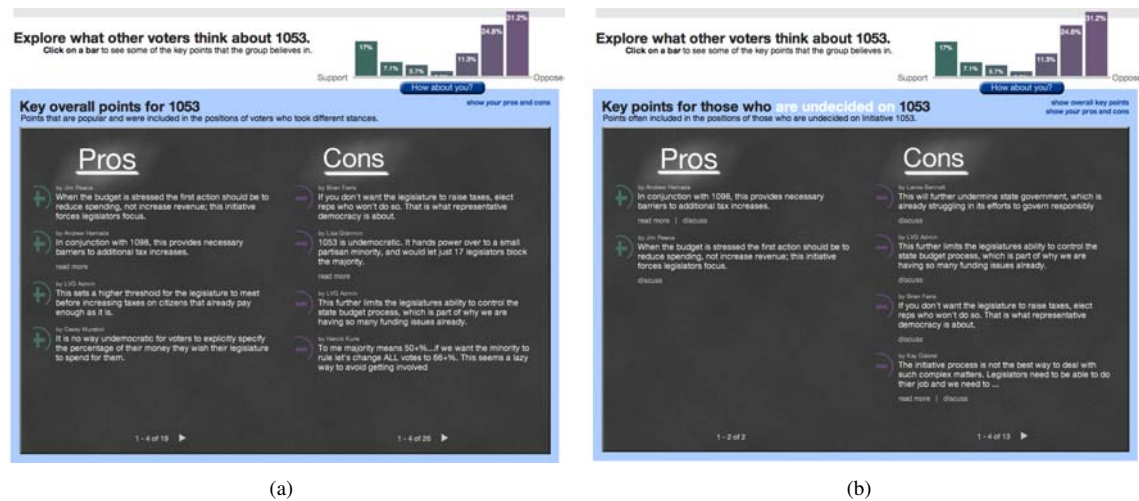 Explore what other voters think about 1053.
Click on a bar to see some of the key points that the group believes in.
17%
7.1%
5.7%
11.3%
24.8%
31.2%
Support
Oppose
How about you?
Key overall points for 1053
show your pros and cons
Points that are popular and were included in the positions of voters who took different stances.
Pros
by Jim Pearce
When the budget is stressed the first action should be to
reduce spending, not increase revenue; this initiative
forces legislators focus.
by Andrew Hamada
In conjunction with 1098, this provides necessary
barriers to additional tax increases.
read more
by LVG Admin
This sets a higher threshold for the legislature to meet
before increasing taxes on citizens that already pay
enough as it is.
by Casey
It is no way undemocratic for voters to explicitly specify
the percentage of their money they wish their legislature
to spend for them.
1 - 4 of 19
Cons
by Brian Farris
If you don't want the legislature to raise taxes, elect
reps who won't do so. That is what representative
democracy is about.
by Lisa
1053 is undemocratic. It hands power over to a small
partisan minority, and would let just 17 legislators block
the majority.
read more
by LVG Admin
This further limits the legislatures ability to control the
state budget process, which is part of why we are
having so many funding issues already.
by Kuns
To me majority means 50+%...if we want the minority to
rule let's change ALL votes to 66+%. This seems a lazy
way to avoid getting involved
1 - 4 of 26
(a)
Explore what other voters think about 1053.
Click on a bar to see some of the key points that the group believes in.
17%
7.1%
5.7%
11.3%
24.8%
31.2%
Support
Oppose
How about you?
Key points for those who are undecided on 1053
show overall key points
show your pros and cons
Points often included in the positions of those who are undecided on Initiative 1053.
Pros
by Andrew Hamada
In conjunction with 1098, this provides necessary
barriers to additional tax increases.
read more | discuss
by Jim Pearce
When the budget is stressed the first action should be to
reduce spending, not increase revenue; this initiative
forces legislators focus.
discuss
1 - 2 of 2
Cons
by Lance Bennett
This will further undermine state government, which is
already struggling in its efforts to govern responsibly
discuss
by LVG Admin
This further limits the legislatures ability to control the
state budget process, which is part of why we are
having so many funding issues already.
discuss
by Brian Farris
If you don't want the legislature to raise taxes, elect
reps who won't do so. That is what representative
democracy is about.
discuss
by Kay Gabriel
The initiative process is not the best way to deal with
such complex matters. Legislators need to be able to do
thier job and we need to ...
read more | discuss
1 - 4 of 13
(b)